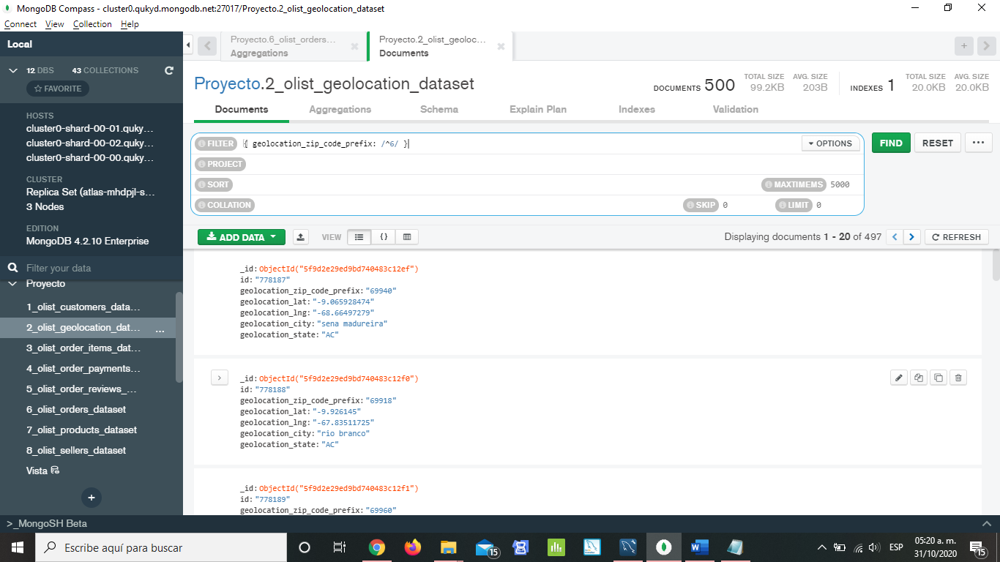 MongoDB Compass - cluster0.qukyd.mongodb.net:27017/Proyecto.2_olist_geolocation_dataset
Connect View Collection Help
Local
12 DBS 43 COLLECTIONS
FAVORITE
HOSTS
cluster0-shard-00-01.quky...
cluster0-shard-00-02.quky...
cluster0-shard-00-00.quky...
CLUSTER
Replica Set (atlas-mhdpjl-s...
3 Nodes
EDITION
MongoDB 4.2.10 Enterprise
Filter your data
Proyecto
1_olist_customers_data...
2_olist_geolocation_dat... ...
3_olist_order_items_dat...
4_olist_order_payments...
5_olist_order_reviews_...
6_olist_orders_dataset
7_olist_products_dataset
8_olist_sellers_dataset
Vista
Proyecto.6_olist_orders...
Aggregations
Proyecto.2_olist_geoloc...
Documents
Proyecto.2_olist_geolocation_dataset
DOCUMENTS 500
TOTAL SIZE 99.2KB
AVG. SIZE 203B
INDEXES 1
TOTAL SIZE 20.0KB
AVG. SIZE 20.0KB
Documents Aggregations Schema Explain Plan Indexes Validation
FILTER { geolocation_zip_code_prefix: /^6/ } OPTIONS
FIND RESET ...
PROJECT
SORT MAXTIMEMS 5000
COLLATION SKIP 0 LIMIT 0
ADD DATA VIEW {} Displaying documents 1 - 20 of 497 REFRESH
_id: ObjectId("5f9d2e29ed9bd740483c12ef")
id: "778187"
geolocation_zip_code_prefix: "69940"
geolocation_lat: "-9.065928474"
geolocation_lng: "-68.66497279"
geolocation_city: "sena madureira"
geolocation_state: "AC"
_id: ObjectId("5f9d2e29ed9bd740483c12f0")
id: "778188"
geolocation_zip_code_prefix: "69918"
geolocation_lat: "-9.926145"
geolocation_lng: "-67.83511725"
geolocation_city: "rio branco"
geolocation_state: "AC"
_id: ObjectId("5f9d2e29ed9bd740483c12f1")
id: "778189"
geolocation_zip_code_prefix: "69960"
>_MongoSH Beta
Escribe aquí para buscar
15
ESP
05:20 a. m.
31/10/2020
15